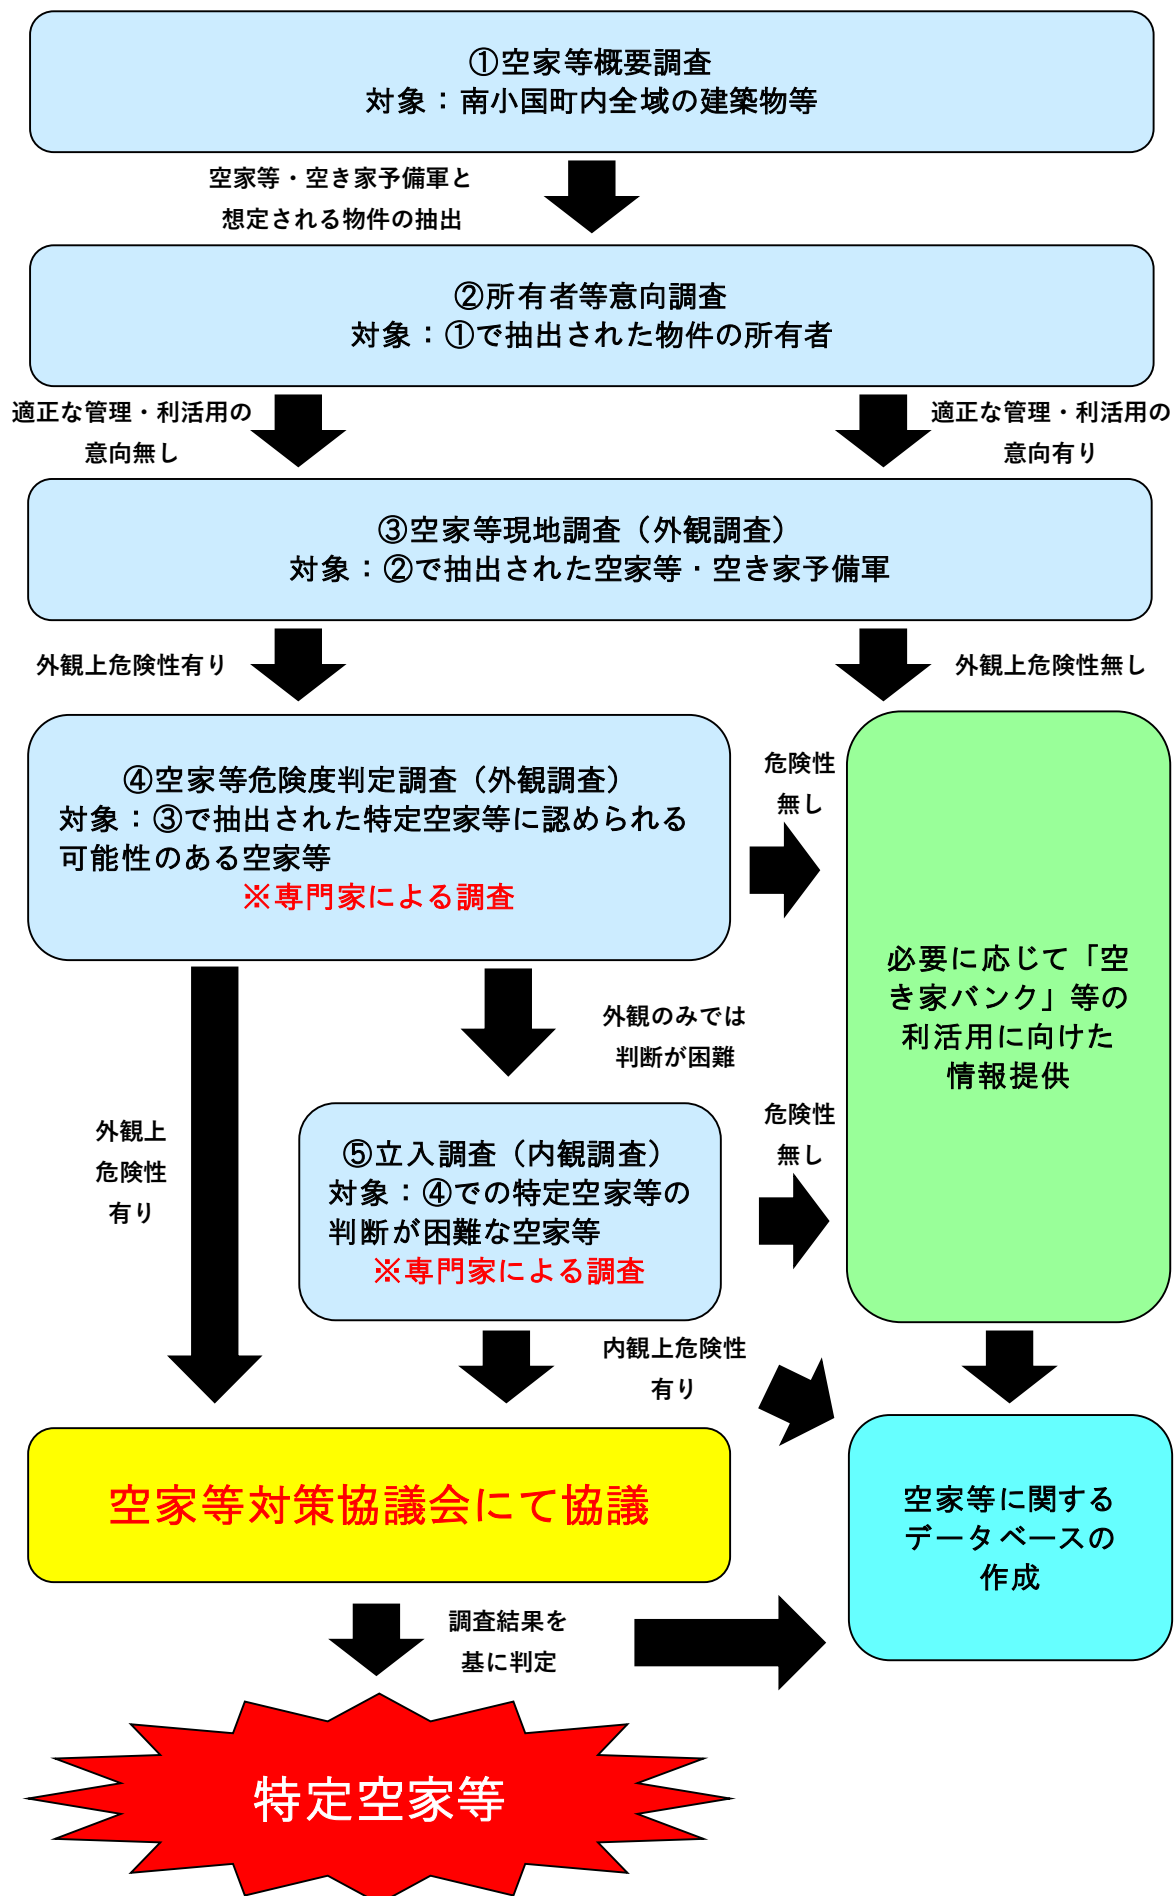 ①空家等概要調査
対象：南小国町内全域の建築物等
空家等・空き家予備軍と
想定される物件の抽出
②所有者等意向調査
対象：①で抽出された物件の所有者
適正な管理・利活用の
意向無し
適正な管理・利活用の
意向有り
③空家等現地調査（外観調査）
対象：②で抽出された空家等・空き家予備軍
外観上危険性有り
外観上危険性無し
④空家等危険度判定調査（外観調査）
対象：③で抽出された特定空家等に認められる
可能性のある空家等
※専門家による調査
危険性
無し
必要に応じて「空
き家バンク」等の
利活用に向けた
情報提供
外観のみでは
判断が困難
外観上
危険性
有り
⑤立入調査（内観調査）
対象：④での特定空家等の
判断が困難な空家等
※専門家による調査
危険性
無し
内観上危険性
有り
空家等対策協議会にて協議
空家等に関する
データベースの
作成
調査結果を
基に判定
特定空家等